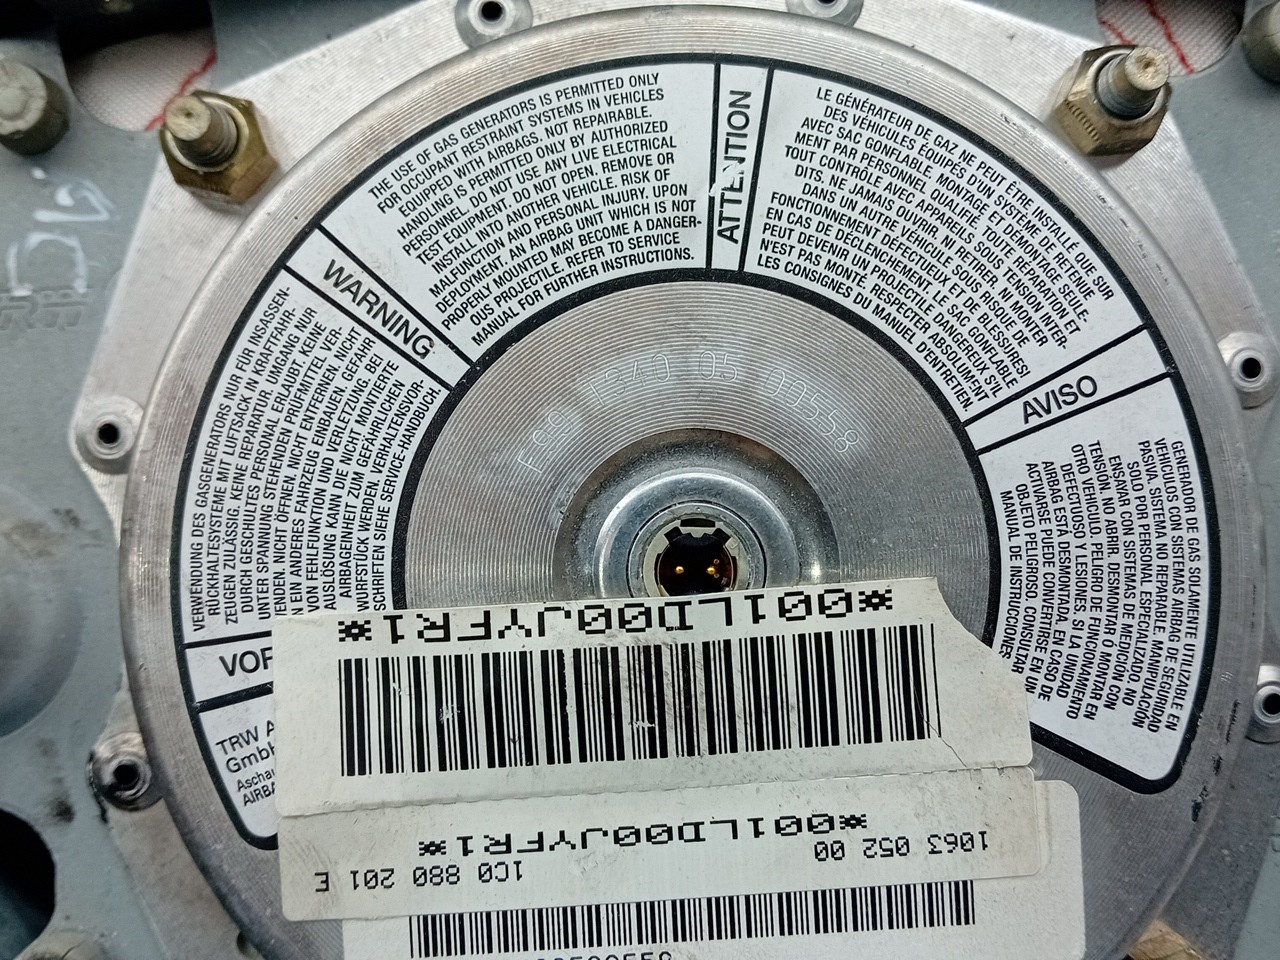 THE USE OF GAS GENERATORS IS PERMITTED ONLY
FOR OCCUPANT RESTRAINT SYSTEMS IN VEHICLES
EQUIPPED WITH AIRBAGS, NOT REPAIRABLE.
HANDLING IS PERMITTED ONLY BY AUTHORIZED
PERSONNEL. DO NOT USE ANY LIVE ELECTRICAL
TEST EQUIPMENT. DO NOT OPEN. REMOVE OR
INSTALL INTO ANOTHER VEHICLE. RISK OF
MALFUNCTION AND PERSONAL INJURY. UPON
DEPLOYMENT, AN AIRBAG UNIT WHICH IS NOT
PROPERLY MOUNTED MAY BECOME A DANGER-
OUS PROJECTILE. REFER TO SERVICE
MANUAL FOR FURTHER INSTRUCTIONS.
ATTENTION
LE GÉNÉRATEUR DE GAZ NE PEUT ÊTRE INSTALLÉ QUE SUR
DES VÉHICULES ÉQUIPÉS D'UN SYSTÈME DE RETENUE
AVEC SAC GONFLABLE. MONTAGE ET DÉMONTAGE SEULE-
MENT PAR PERSONNEL QUALIFIÉ. TOUTE RÉPARATION ET
TOUT CONTRÔLE AVEC APPAREILS SOUS TENSION INTER-
DITS. NE JAMAIS OUVRIR, NI RETIRER, NI MONTER
DANS UN AUTRE VÉHICULE SOUS RISQUE DE
FONCTIONNEMENT DÉFECTUEUX ET DE BLESSURES!
EN CAS DE DÉCLENCHEMENT LE SAC GONFLABLE
PEUT DEVENIR UN PROJECTILE DANGEREUX S'IL
N'EST PAS MONTÉ. RESPECTER ABSOLUMENT
LES CONSIGNES DU MANUEL D'ENTRETIEN.
WARNING
VERWENDUNG DES GASGENERATORS NUR FÜR INSASSEN-
RÜCKHALTESYSTEME MIT LUFTSACK IN KRAFTFAHR-
ZEUGEN ZULÄSSIG. KEINE REPARATUR. UMGANG NUR
DURCH GESCHULTES PERSONAL ERLAUBT. KEINE
UNTER SPANNUNG STEHENDEN PRÜFMITTEL VER-
ENDEN. NICHT ÖFFNEN, NICHT ENTFERNEN. NICHT
N EIN ANDERES FAHRZEUG EINBAUEN. GEFAHR
VON FEHLFUNKTION UND VERLETZUNG. BEI
AUSLÖSUNG KANN DIE NICHT MONTIERTE
AIRBAGEINHEIT ZUM GEFÄHRLICHEN
WURFSTÜCK WERDEN. VERHALTENSVOR-
SCHRIFTEN SIEHE SERVICE-HANDBUCH.
AVISO
GENERADOR DE GAS SOLAMENTE UTILIZABLE EN
VEHICULOS CON SISTEMAS AIRBAG DE SEGURIDAD
PASIVA. SISTEMA NO REPARABLE. MANIPULACIÓN
SOLO POR PERSONAL ESPECIALIZADO. NO
ENSAYAR CON SISTEMAS DE MEDICIÓN CON
TENSIÓN. NO ABRIR, DESMONTAR Ó MONTAR EN
OTRO VEHICULO. PELIGRO DE FUNCIONAR EN
DEFECTUOSO Y LESIONES. SI LA UNIDAD
AIRBAG ESTÁ DESMONTADA, EN CASO DE
ACTIVARSE PUEDE CONVERTIRSE EN UN
OBJETO PELIGROSO. CONSULTAR EL
MANUAL DE INSTRUCCIONES
VOR
TRW A
GmbH
Aschau
AIRBA
*001LD00JYFR1*
*001LD00JYFR1*
1063 052 00
1C0 880 201 E